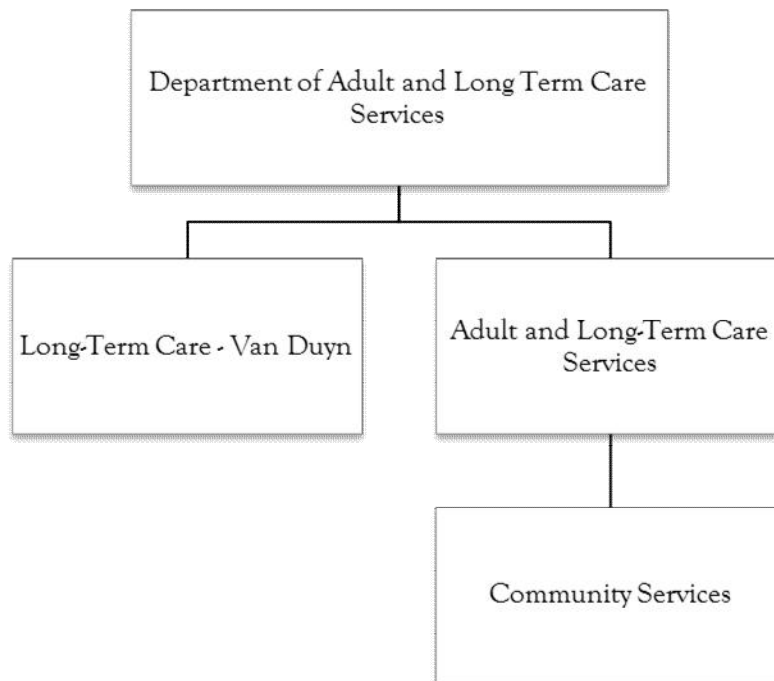 Department of Adult and Long Term Care
Services
Long-Term Care - Van Duyn
Adult and Long-Term Care
Services
Community Services